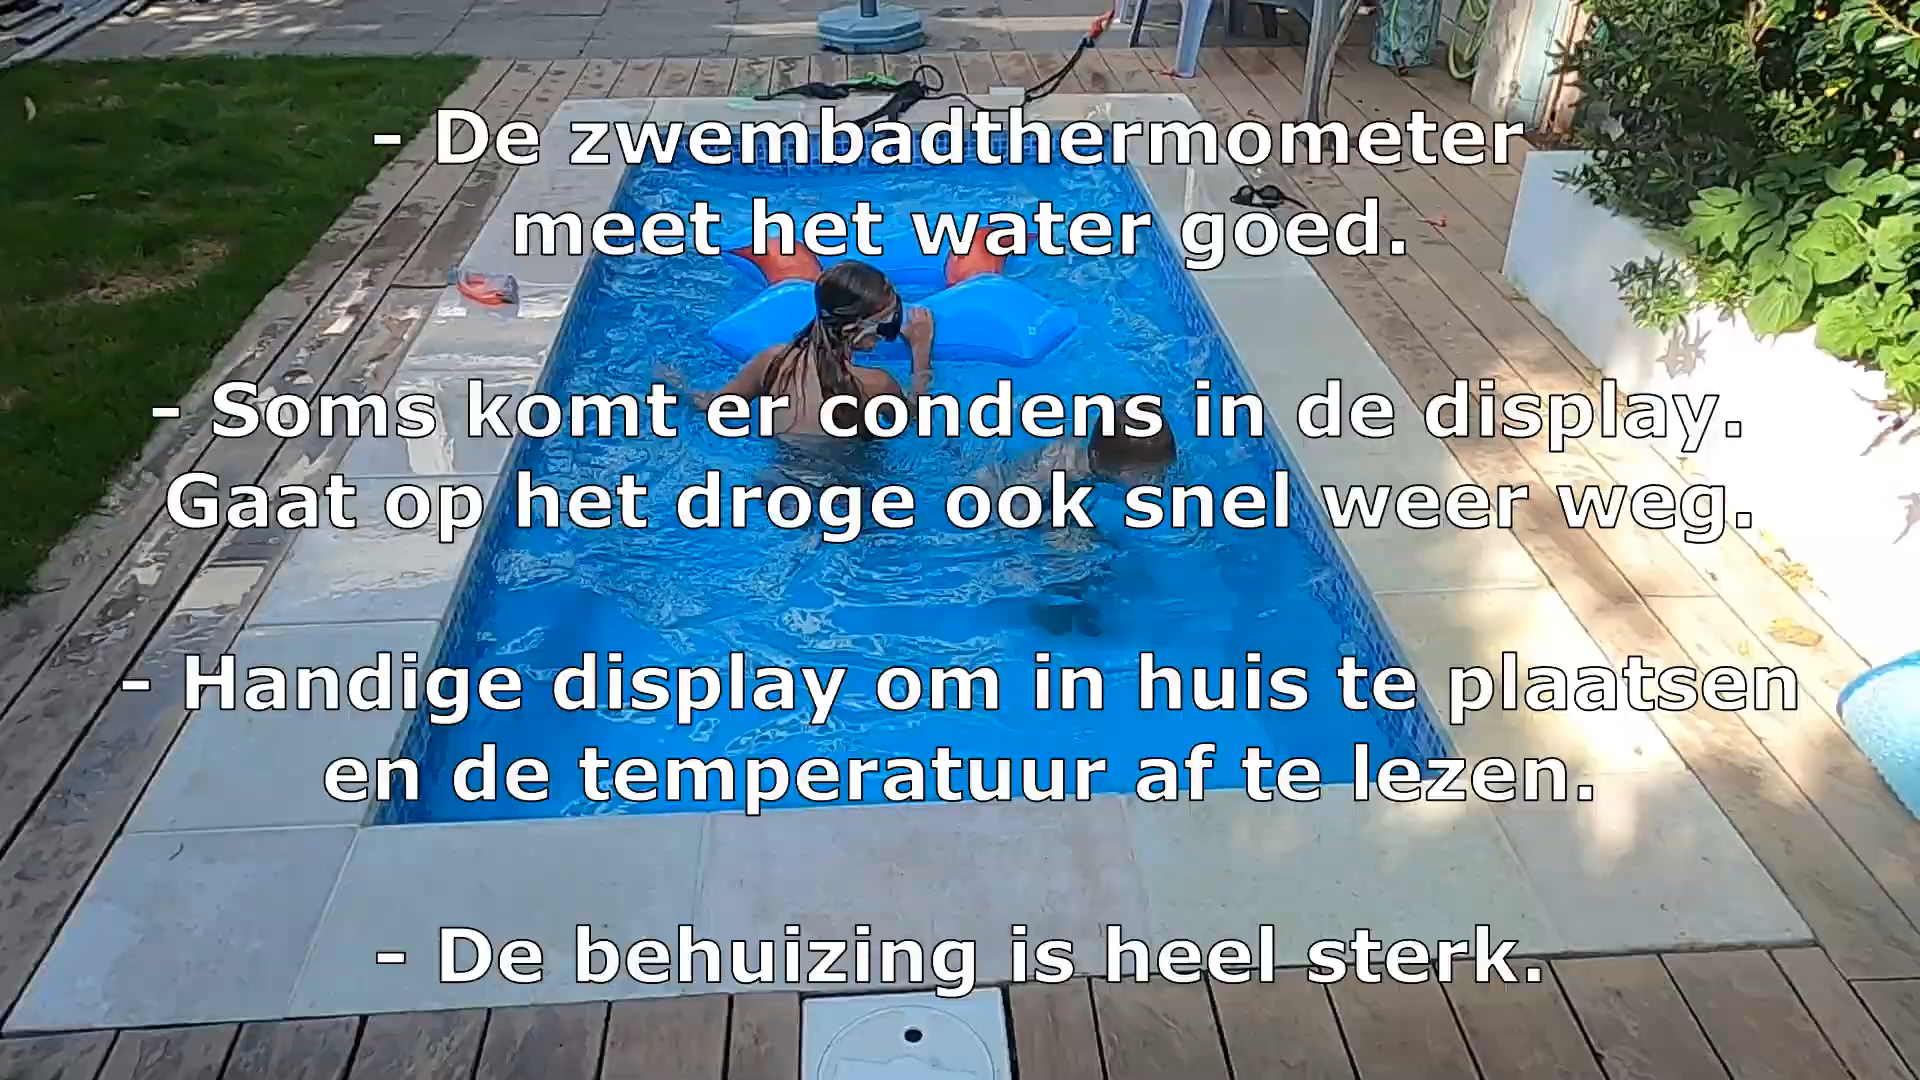 - De zwembadthermometer
meet het water goed.
- Soms komt er condens in de display.
Gaat op het droge ook snel weer weg.
- Handige display om in huis te plaatsen
en de temperatuur af te lezen.
- De behuizing is heel sterk.